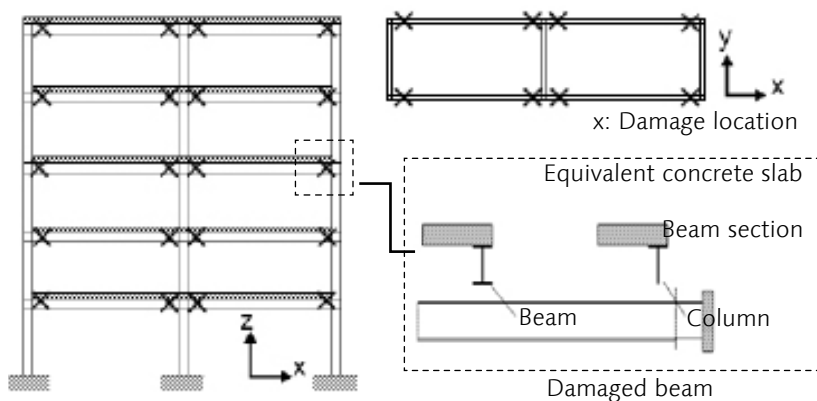 y
x
x: Damage location
Equivalent concrete slab
Beam section
Beam
Column
z
x
Damaged beam